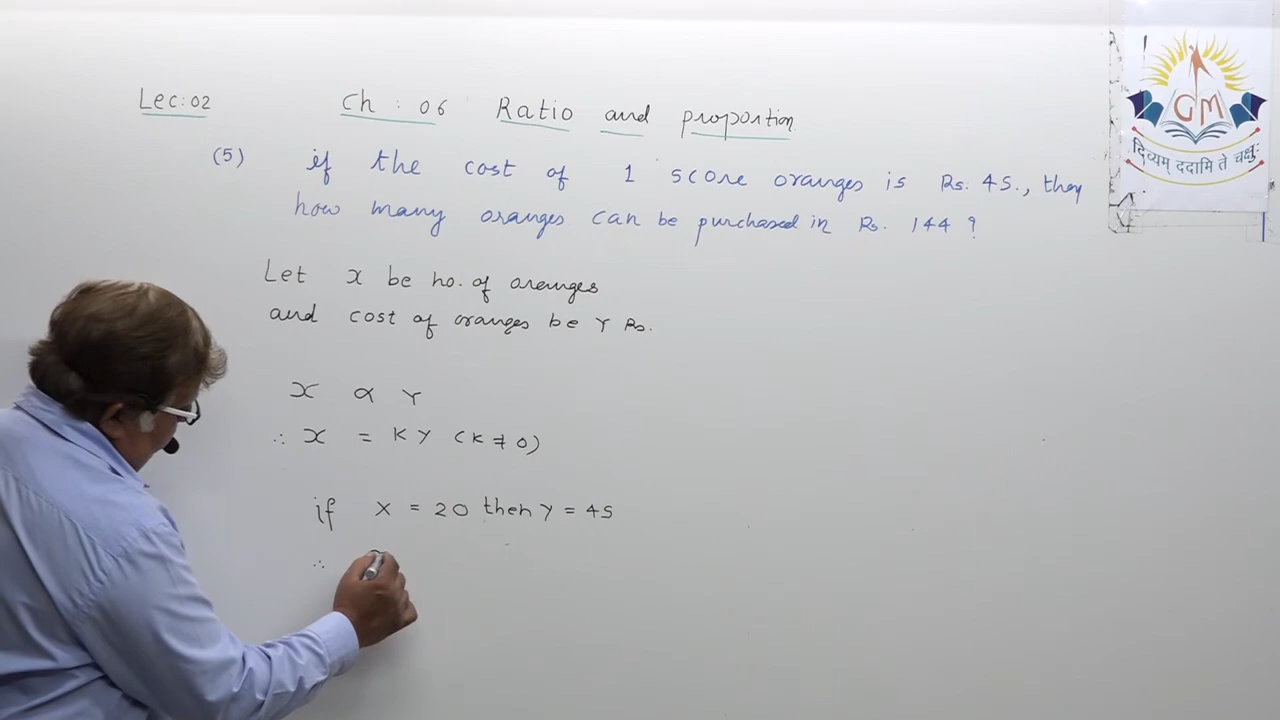 Lec: 02
Ch : 06 Ratio and proportion
GM
दिव्यम् ददामि ते चक्षुः
(5) if the cost of 1 score oranges is Rs. 45., then
how many oranges can be purchased in Rs. 144 ?
Let x be no. of oranges
and cost of oranges be Y Rs.
x ∝ Y
∴ x = KY (K ≠ 0)
if X = 20 then Y = 45
∴